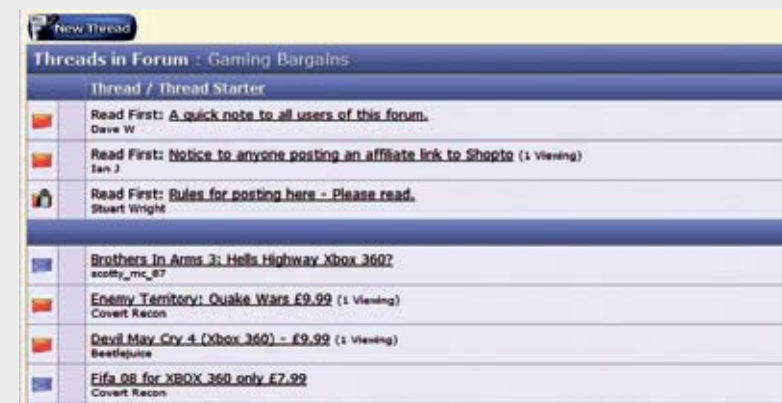 New Thread
Threads in Forum : Gaming Bargains
Thread / Thread Starter
Read First: A quick note to all users of this forum.
Dave W
Read First: Notice to anyone posting an affiliate link to Shopto (1 Viewing)
Ian J
Read First: Rules for posting here - Please read.
Stuart Wright
Brothers In Arms 3: Hells Highway Xbox 360?
scotty_mc_87
Enemy Territory: Quake Wars £9.99 (1 Viewing)
Covert Recon
Devil May Cry 4 (Xbox 360) - £9.99 (1 Viewing)
Beetlejuice
Fifa 08 for XBOX 360 only £7.99
Covert Recon